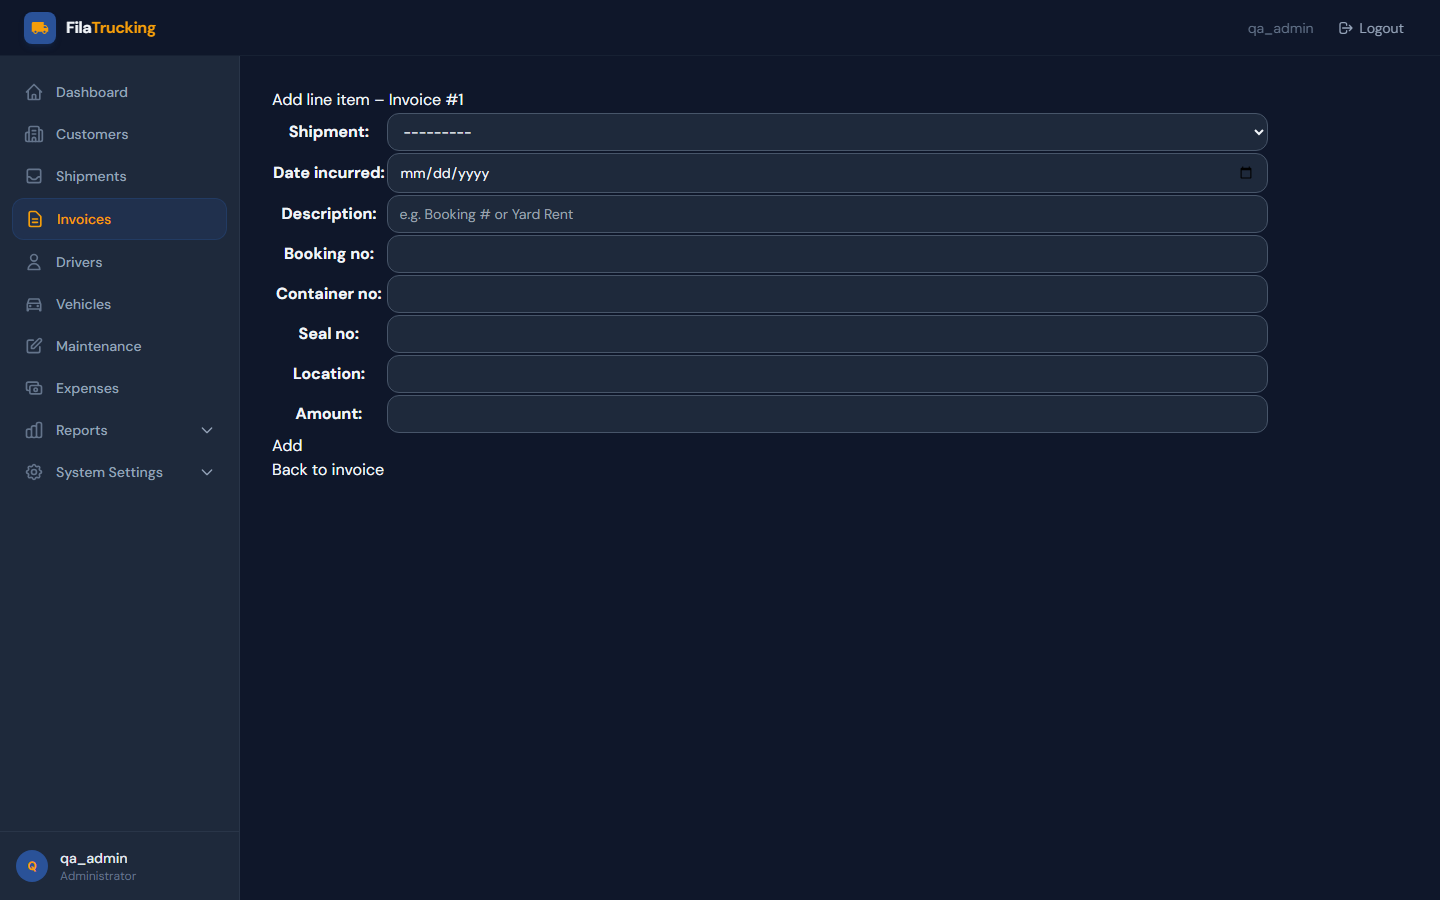 FilaTrucking
qa_admin
Logout
Dashboard
Customers
Shipments
Invoices
Drivers
Vehicles
Maintenance
Expenses
Reports
System Settings
Add line item – Invoice #1
Shipment: ---------
Date incurred: mm/dd/yyyy
Description: e.g. Booking # or Yard Rent
Booking no:
Container no:
Seal no:
Location:
Amount:
Add
Back to invoice
Q
qa_admin
Administrator